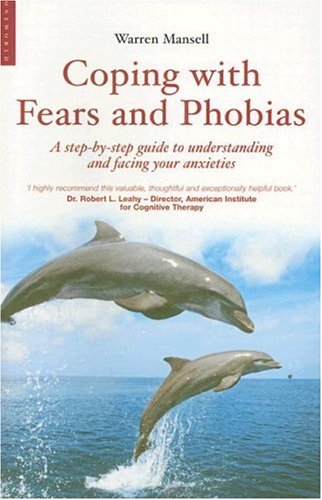 ONEWORLD
Warren Mansell
Coping with
Fears and Phobias
A step-by-step guide to understanding
and facing your anxieties
'I highly recommend this valuable, thoughtful and exceptionally helpful book.'
Dr. Robert L. Leahy – Director, American Institute
for Cognitive Therapy